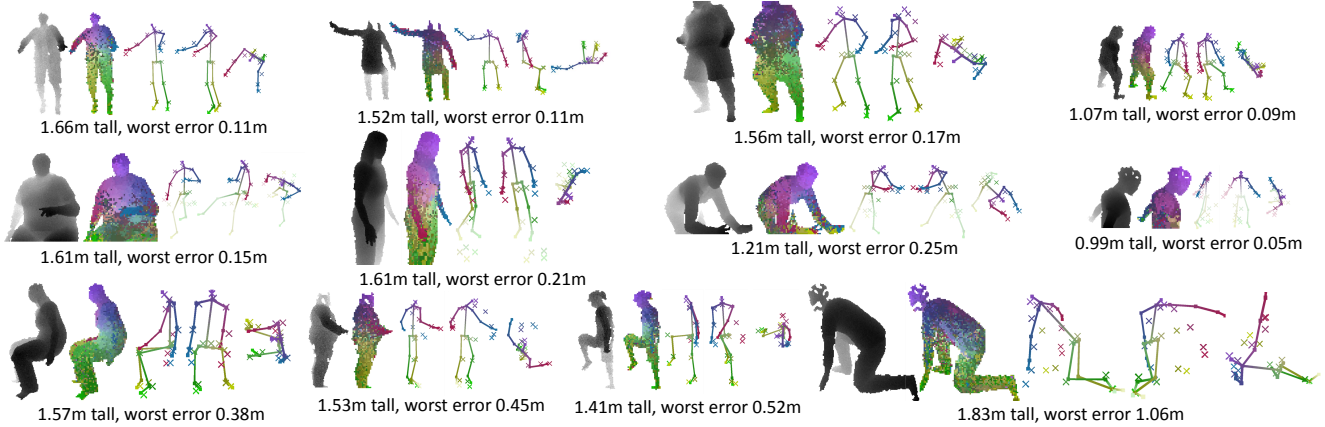 1.66m tall, worst error 0.11m
1.52m tall, worst error 0.11m
1.56m tall, worst error 0.17m
1.07m tall, worst error 0.09m
1.61m tall, worst error 0.15m
1.61m tall, worst error 0.21m
1.21m tall, worst error 0.25m
0.99m tall, worst error 0.05m
1.57m tall, worst error 0.38m
1.53m tall, worst error 0.45m
1.41m tall, worst error 0.52m
1.83m tall, worst error 1.06m